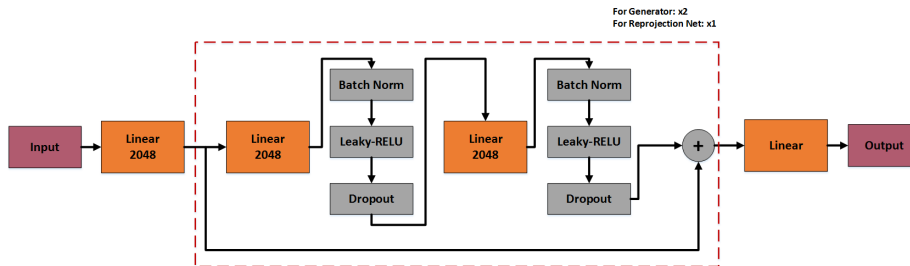 For Generator: x2
For Reprojection Net: x1
Input
Linear
2048
Linear
2048
Batch Norm
Leaky-RELU
Dropout
Linear
2048
Batch Norm
Leaky-RELU
Dropout
+
Linear
Output